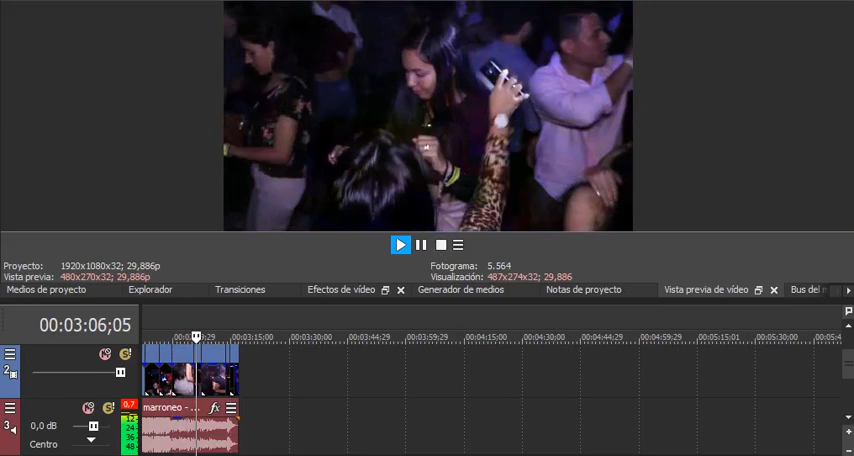 Proyecto: 1920x1080x32; 29,886p
Fotograma: 5.564
Vista previa: 480x270x32; 29,886p
Visualización: 487x274x32; 29,886
Medios de proyecto Explorador Transiciones Efectos de vídeo Generador de medios Notas de proyecto Vista previa de vídeo Bus del
00:03:06;05
00:03:15:00 00:03:30:00 00:03:44:29 00:03:59:29 00:04:15:00 00:04:30:00 00:04:44:29 00:04:59:29 00:05:15:01 00:05:30:00 00:05:4
2
M S
3
M S
0,7
marroneo - ... fx
0,0 dB
Centro
12
24
36
48